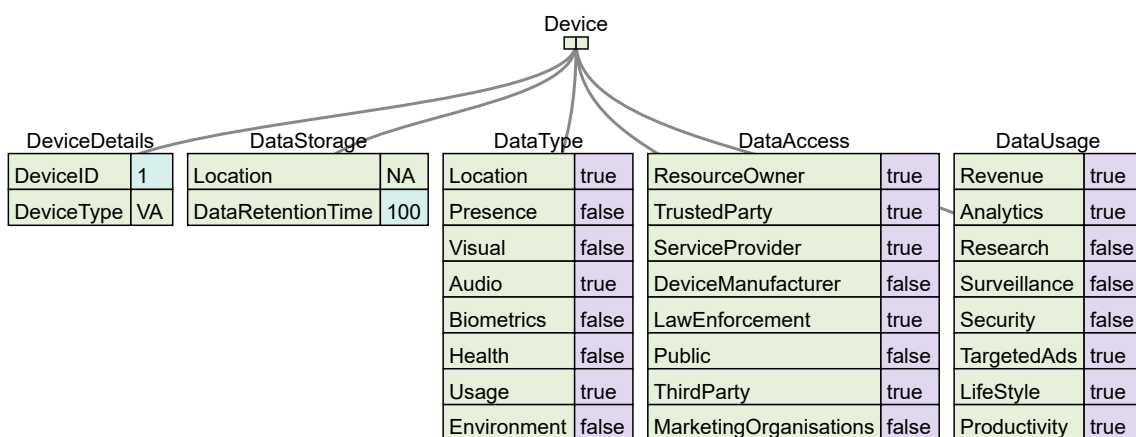 Device
DeviceDetails
DeviceID 1
DeviceType VA
DataStorage
Location NA
DataRetentionTime 100
DataType
Location true
Presence false
Visual false
Audio true
Biometrics false
Health false
Usage true
Environment false
DataAccess
ResourceOwner true
TrustedParty true
ServiceProvider true
DeviceManufacturer false
LawEnforcement true
Public false
ThirdParty true
MarketingOrganisations false
DataUsage
Revenue true
Analytics true
Research false
Surveillance false
Security false
TargetedAds true
LifeStyle true
Productivity true